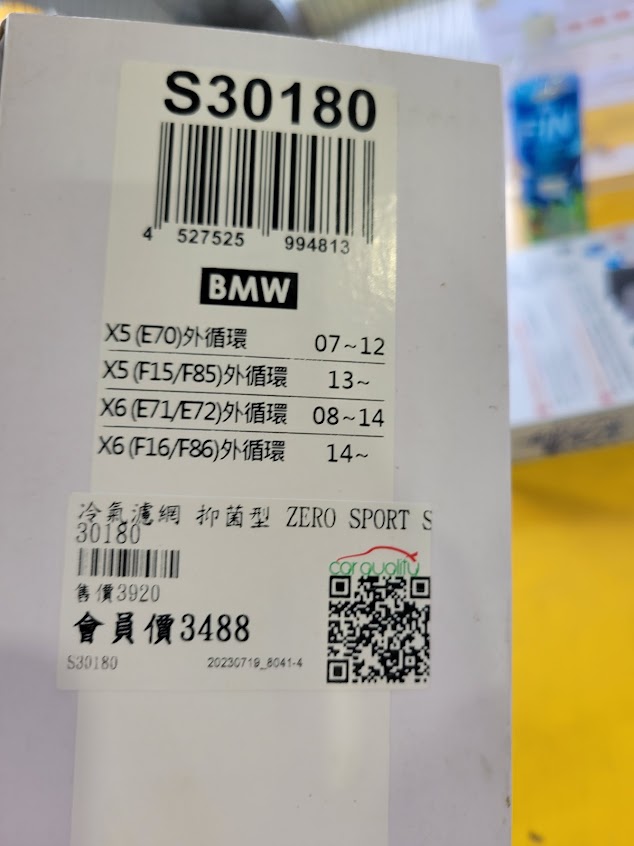 S30180
4 527525 994813
BMW
X5 (E70)外循環 07~12
X5 (F15/F85)外循環 13~
X6 (E71/E72)外循環 08~14
X6 (F16/F86)外循環 14~
冷氣濾網 抑菌型 ZERO SPORT S
30180
car quality
售價3920
會員價3488
S30180 20230719_8041-4
FIN